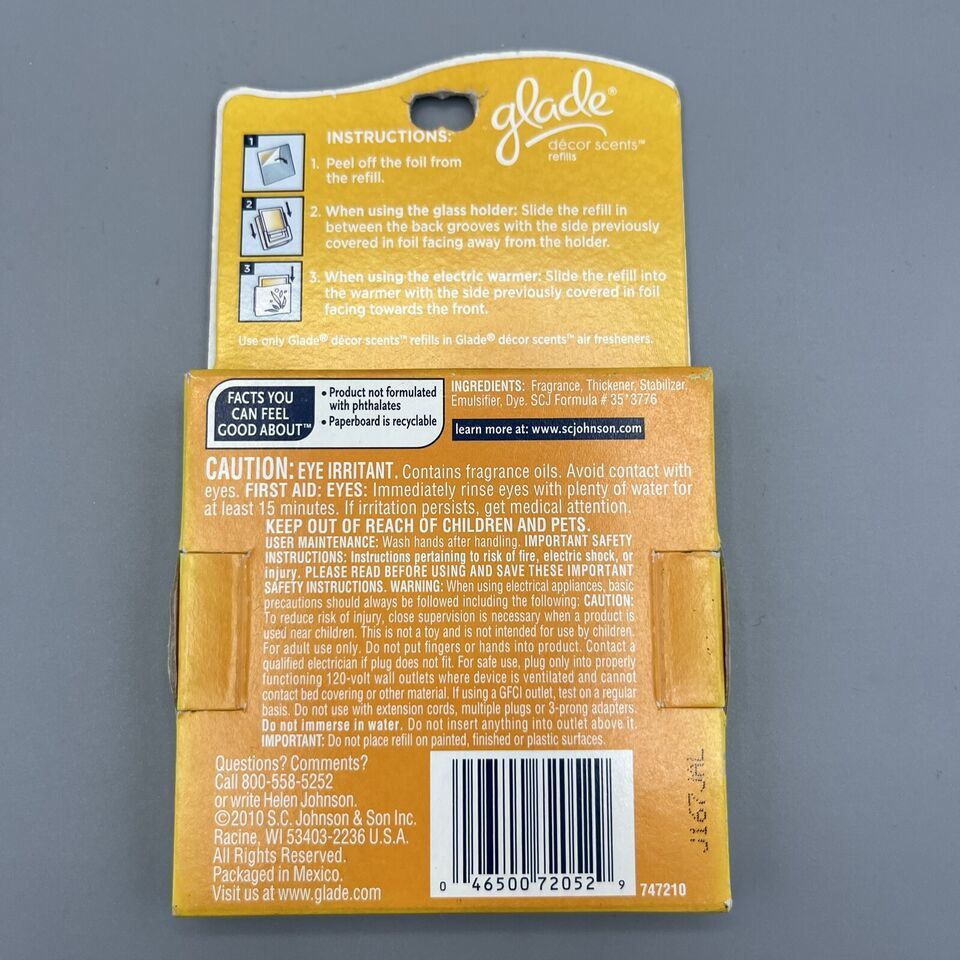 glade®
décor scents™
refills
INSTRUCTIONS:
1
1. Peel off the foil from
the refill.
2
2. When using the glass holder: Slide the refill in
between the back grooves with the side previously
covered in foil facing away from the holder.
3
3. When using the electric warmer: Slide the refill into
the warmer with the side previously covered in foil
facing towards the front.
Use only Glade® décor scents™ refills in Glade® décor scents™ air fresheners.
FACTS YOU
CAN FEEL
GOOD ABOUT™
• Product not formulated
with phthalates
• Paperboard is recyclable
INGREDIENTS: Fragrance, Thickener, Stabilizer,
Emulsifier, Dye. SCJ Formula # 35*3776
learn more at: www.scjohnson.com
CAUTION: EYE IRRITANT. Contains fragrance oils. Avoid contact with
eyes. FIRST AID: EYES: Immediately rinse eyes with plenty of water for
at least 15 minutes. If irritation persists, get medical attention.
KEEP OUT OF REACH OF CHILDREN AND PETS.
USER MAINTENANCE: Wash hands after handling. IMPORTANT SAFETY
INSTRUCTIONS: Instructions pertaining to risk of fire, electric shock, or
injury. PLEASE READ BEFORE USING AND SAVE THESE IMPORTANT
SAFETY INSTRUCTIONS. WARNING: When using electrical appliances, basic
precautions should always be followed including the following: CAUTION:
To reduce risk of injury, close supervision is necessary when a product is
used near children. This is not a toy and is not intended for use by children.
For adult use only. Do not put fingers or hands into product. Contact a
qualified electrician if plug does not fit. For safe use, plug only into properly
functioning 120-volt wall outlets where device is ventilated and cannot
contact bed covering or other material. If using a GFCI outlet, test on a regular
basis. Do not use with extension cords, multiple plugs or 3-prong adapters.
Do not immerse in water. Do not insert anything into outlet above it.
IMPORTANT: Do not place refill on painted, finished or plastic surfaces.
Questions? Comments?
Call 800-558-5252
or write Helen Johnson.
©2010 S.C. Johnson & Son Inc.
Racine, WI 53403-2236 U.S.A.
All Rights Reserved.
Packaged in Mexico.
Visit us at www.glade.com
0 46500 72052 9
747210